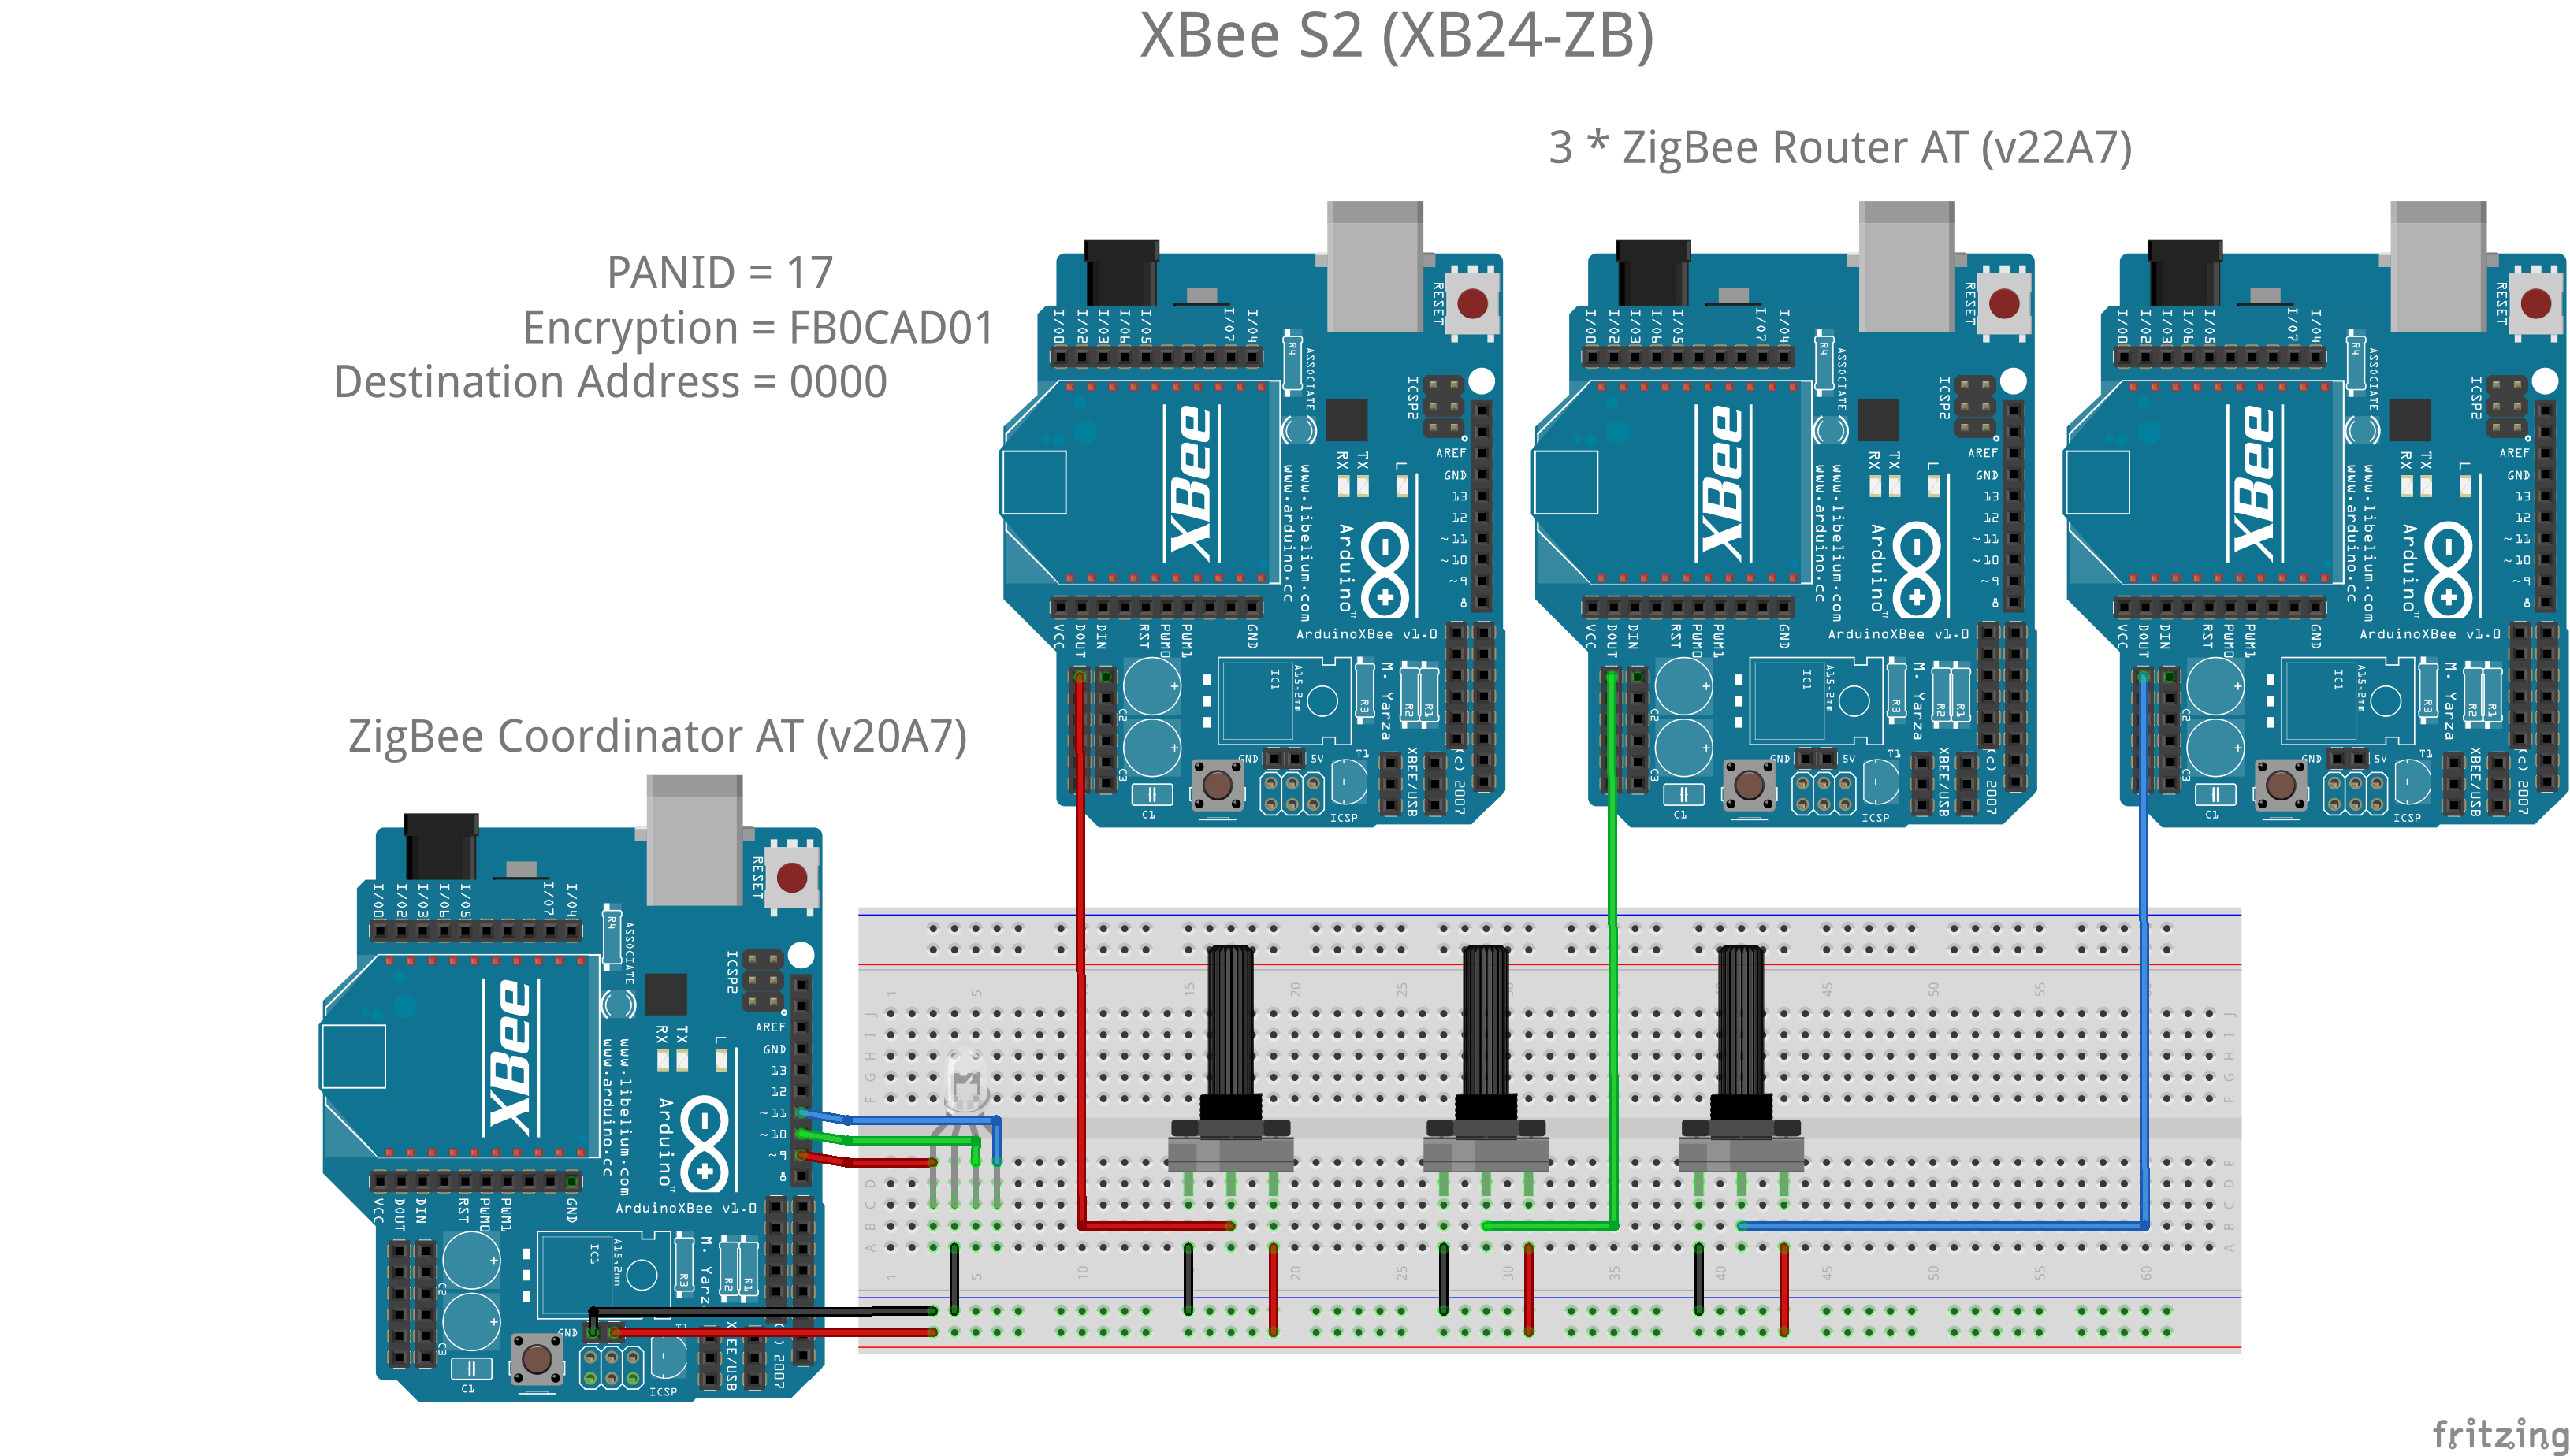 XBee S2 (XB24-ZB)
3 * ZigBee Router AT (v22A7)
PANID = 17
Encryption = FB0CAD01
Destination Address = 0000
ZigBee Coordinator AT (v20A7)
I/O0 I/O2 I/O3 I/O6 I/O5 I/O7 I/O4
RESET
R4
ASSOCIATE
ICSP2
XBee
RX TX L
www.arduino.cc
www.libelium.com
Arduino
AREF
GND
13
12
~11
~10
~9
8
ArduinoXBee v1.0
VCC DOUT DIN RST PWM0 PWM1 GND
C2
C3
C1
IC1
A15,2mm
R3
M. Yarza
R2
R1
GND
5V
T1
XBEE/USB
(c) 2007
ICSP
I/O0 I/O2 I/O3 I/O6 I/O5 I/O7 I/O4
RESET
R4
ASSOCIATE
ICSP2
XBee
RX TX L
www.arduino.cc
www.libelium.com
Arduino
AREF
GND
13
12
~11
~10
~9
8
ArduinoXBee v1.0
VCC DOUT DIN RST PWM0 PWM1 GND
C2
C3
C1
IC1
A15,2mm
R3
M. Yarza
R2
R1
GND
5V
T1
XBEE/USB
(c) 2007
ICSP
I/O0 I/O2 I/O3 I/O6 I/O5 I/O7 I/O4
RESET
R4
ASSOCIATE
ICSP2
XBee
RX TX L
www.arduino.cc
www.libelium.com
Arduino
AREF
GND
13
12
~11
~10
~9
8
ArduinoXBee v1.0
VCC DOUT DIN RST PWM0 PWM1 GND
C2
C3
C1
IC1
A15,2mm
R3
M. Yarza
R2
R1
GND
5V
T1
XBEE/USB
(c) 2007
ICSP
I/O0 I/O2 I/O3 I/O6 I/O5 I/O7 I/O4
RESET
R4
ASSOCIATE
ICSP2
XBee
RX TX L
www.arduino.cc
www.libelium.com
Arduino
AREF
GND
13
12
~11
~10
~9
8
ArduinoXBee v1.0
VCC DOUT DIN RST PWM0 PWM1 GND
C2
C3
C1
IC1
A15,2mm
R3
R2
R1
GND
ICSP
1 5 15 20 25 45 50 55
J J
I I
H H
G G
F F
E
D D
C C
B B
A A
1 5 10 15 20 25 30 35 40 45 50 55 60
fritzing